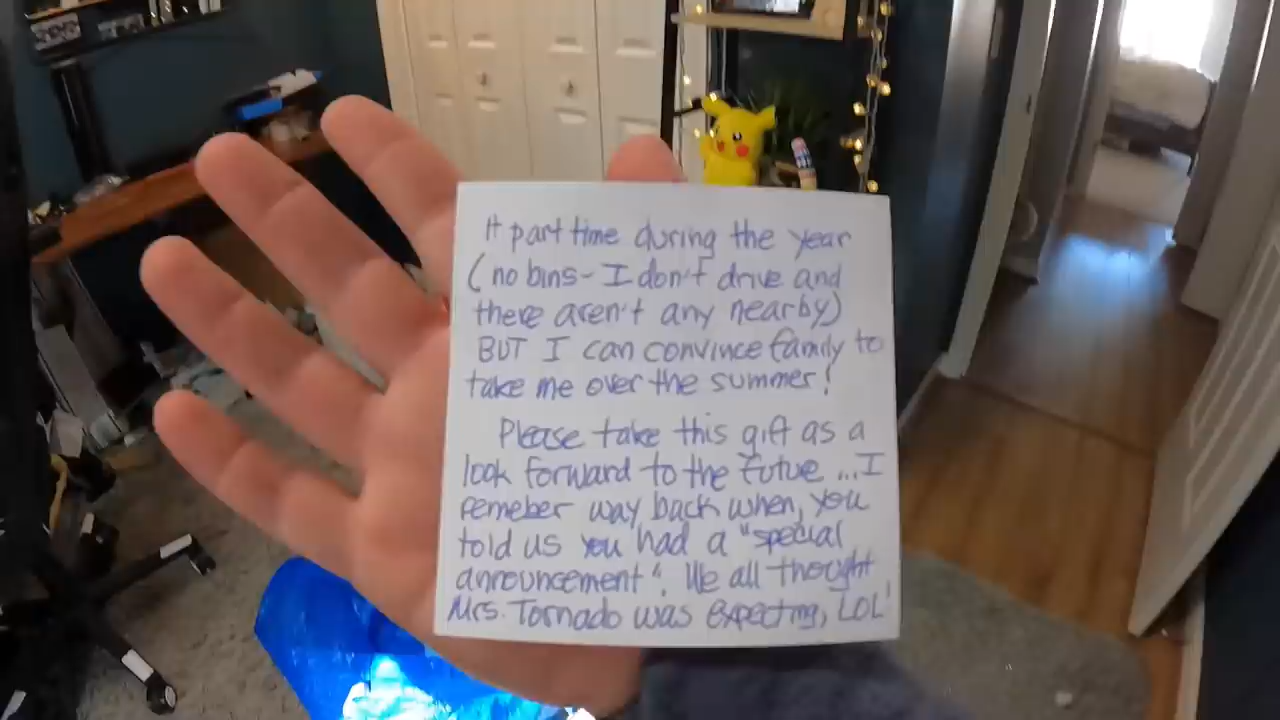 It part time during the year
(no bins- I don't drive and
there aren't any nearby)
BUT I can convince family to
take me over the summer!
Please take this gift as a
look forward to the futue ... I
remeber way back when, you
told us you had a "special
announcement". We all thought
Mrs. Tornado was expecting, LOL!